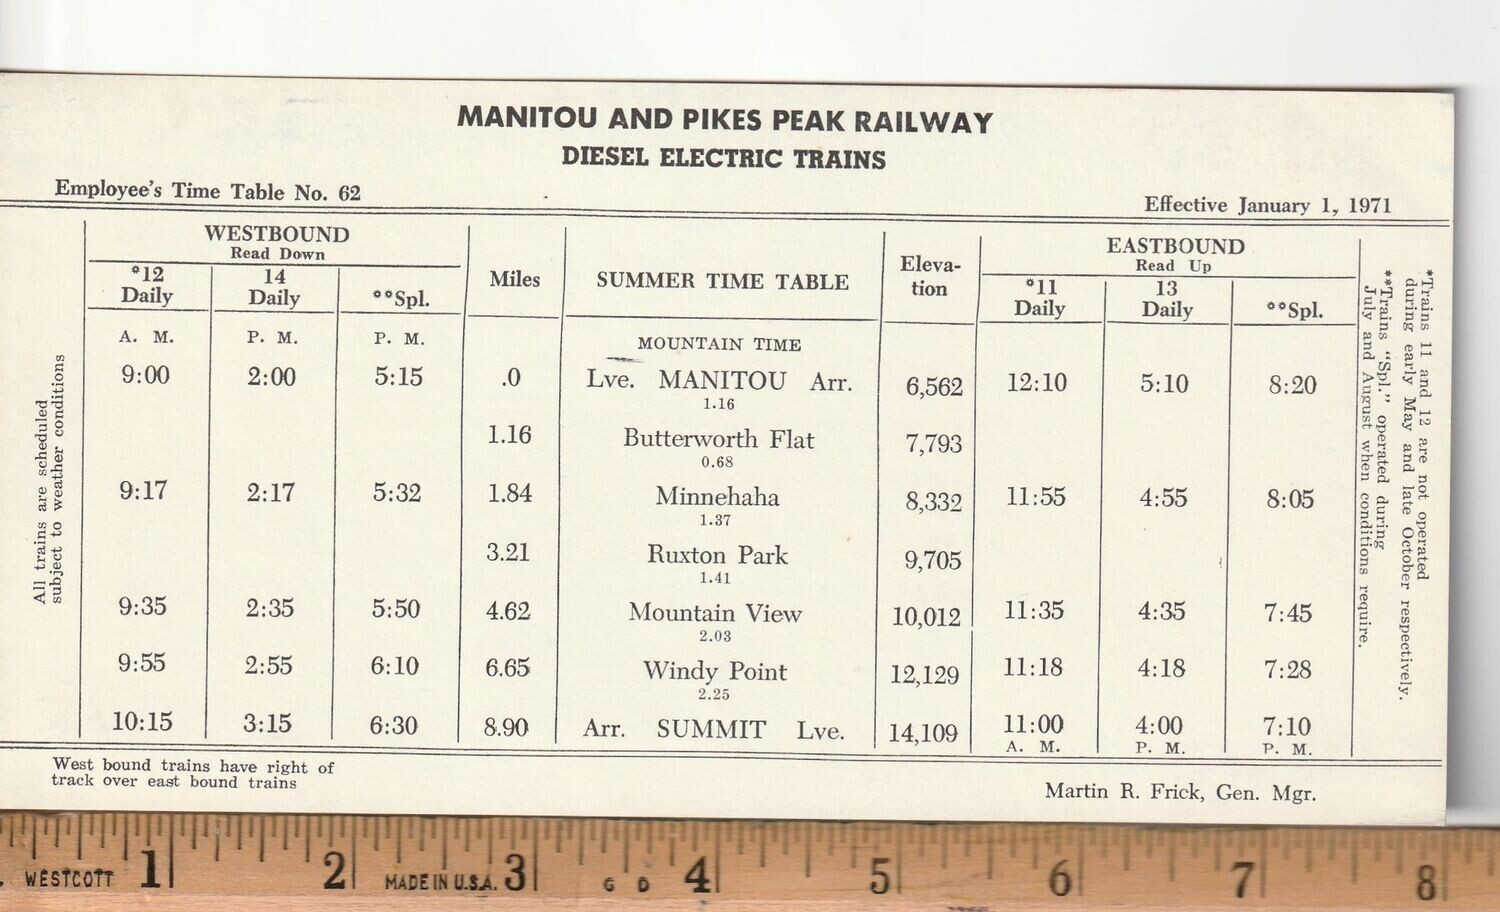 MANITOU AND PIKES PEAK RAILWAY
DIESEL ELECTRIC TRAINS
Employee's Time Table No. 62
Effective January 1, 1971
WESTBOUND
Read Down
*12 Daily 14 Daily **Spl.
Miles
SUMMER TIME TABLE
Eleva-
tion
EASTBOUND
Read Up
*11 Daily 13 Daily **Spl.
A. M. P. M. P. M. MOUNTAIN TIME
9:00 2:00 5:15 .0 Lve. MANITOU Arr. 6,562 12:10 5:10 8:20
1.16
1.16 Butterworth Flat 7,793
0.68
9:17 2:17 5:32 1.84 Minnehaha 8,332 11:55 4:55 8:05
1.37
3.21 Ruxton Park 9,705
1.41
9:35 2:35 5:50 4.62 Mountain View 10,012 11:35 4:35 7:45
2.03
9:55 2:55 6:10 6.65 Windy Point 12,129 11:18 4:18 7:28
2.25
10:15 3:15 6:30 8.90 Arr. SUMMIT Lve. 14,109 11:00 4:00 7:10
A. M. P. M. P. M.
All trains are scheduled
subject to weather conditions
*Trains 11 and 12 are not operated
during early May and late October respectively.
**Trains "Spl." operated during
July and August when conditions require.
West bound trains have right of
track over east bound trains
Martin R. Frick, Gen. Mgr.
WESTCOTT 1 2 MADE IN U.S.A. 3 G D 4 5 6 7 8